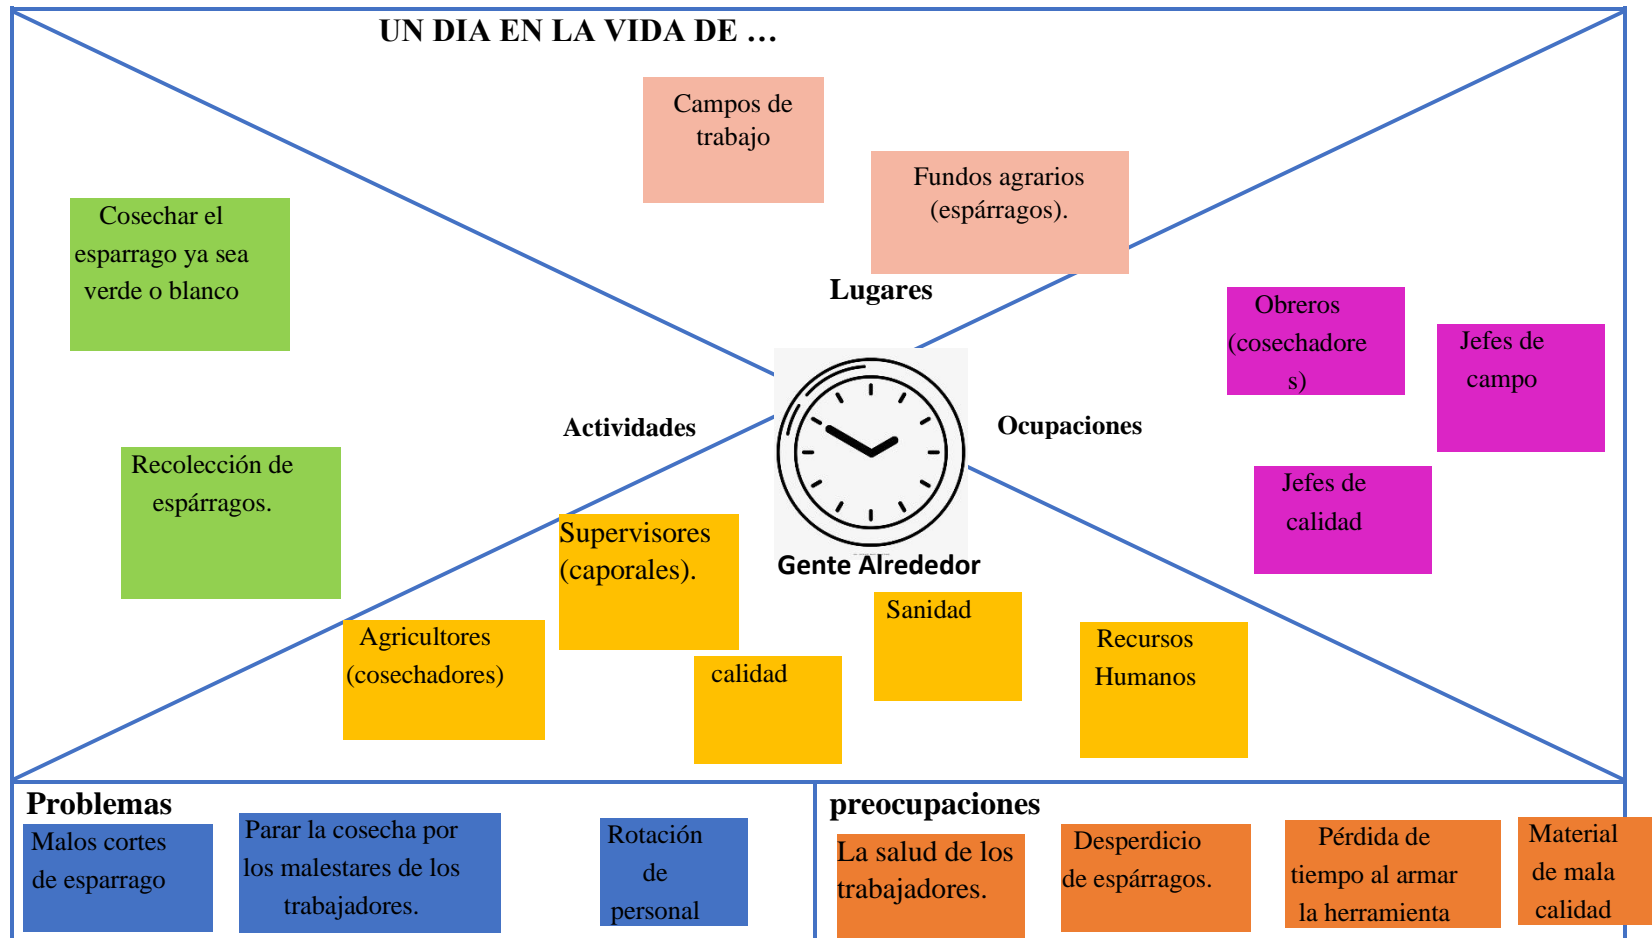 UN DIA EN LA VIDA DE …
Campos de
trabajo
Fundos agrarios
(espárragos).
Lugares
Cosechar el
esparrago ya sea
verde o blanco
Recolección de
espárragos.
Actividades
Ocupaciones
Obreros
(cosechadore
s)
Jefes de
campo
Jefes de
calidad
Gente Alrededor
Supervisores
(caporales).
Agricultores
(cosechadores)
calidad
Sanidad
Recursos
Humanos
Problemas
Malos cortes
de esparrago
Parar la cosecha por
los malestares de los
trabajadores.
Rotación
de
personal
preocupaciones
La salud de los
trabajadores.
Desperdicio
de espárragos.
Pérdida de
tiempo al armar
la herramienta
Material
de mala
calidad